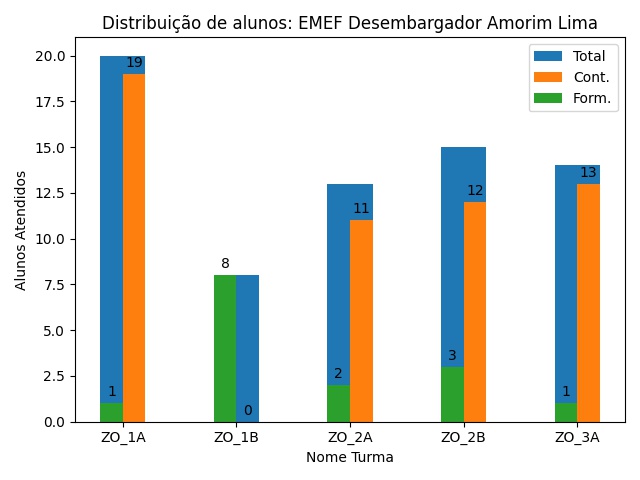 Distribuição de alunos: EMEF Desembargador Amorim Lima
Total
Cont.
Form.
Alunos Atendidos
20.0
17.5
15.0
12.5
10.0
7.5
5.0
2.5
0.0
1
19
8
0
2
11
3
12
1
13
ZO_1A
ZO_1B
ZO_2A
ZO_2B
ZO_3A
Nome Turma